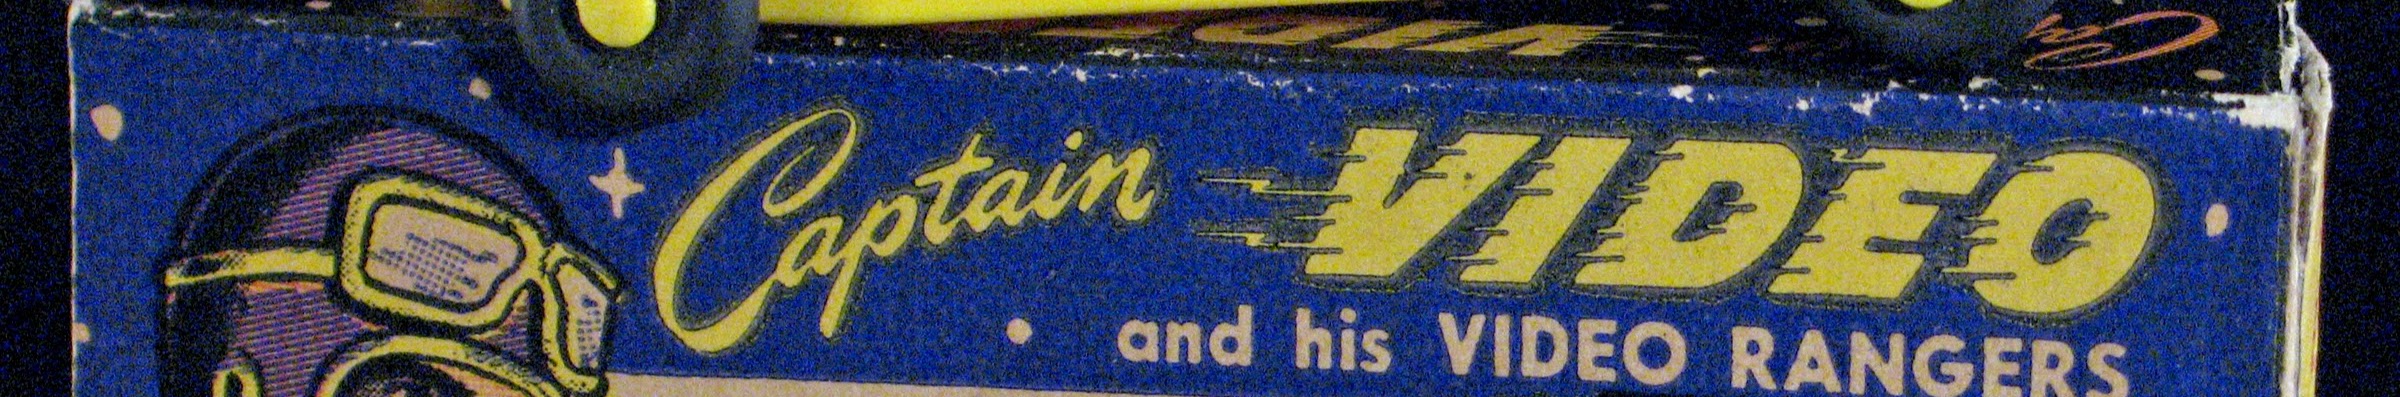 Captain VIDEO
and his VIDEO RANGERS